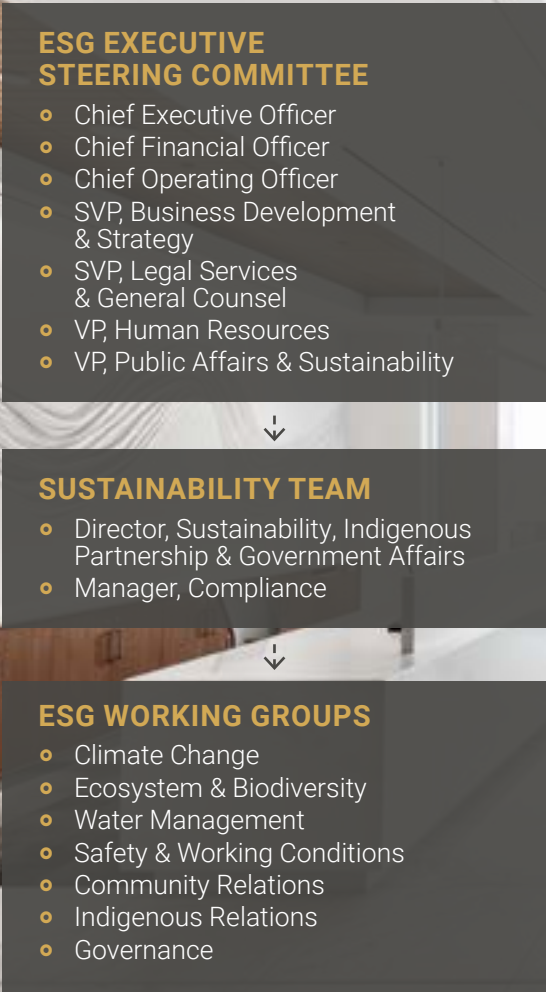 ESG EXECUTIVE
STEERING COMMITTEE
Chief Executive Officer
Chief Financial Officer
Chief Operating Officer
SVP, Business Development
& Strategy
SVP, Legal Services
& General Counsel
VP, Human Resources
VP, Public Affairs & Sustainability
SUSTAINABILITY TEAM
Director, Sustainability, Indigenous
Partnership & Government Affairs
Manager, Compliance
ESG WORKING GROUPS
Climate Change
Ecosystem & Biodiversity
Water Management
Safety & Working Conditions
Community Relations
Indigenous Relations
Governance